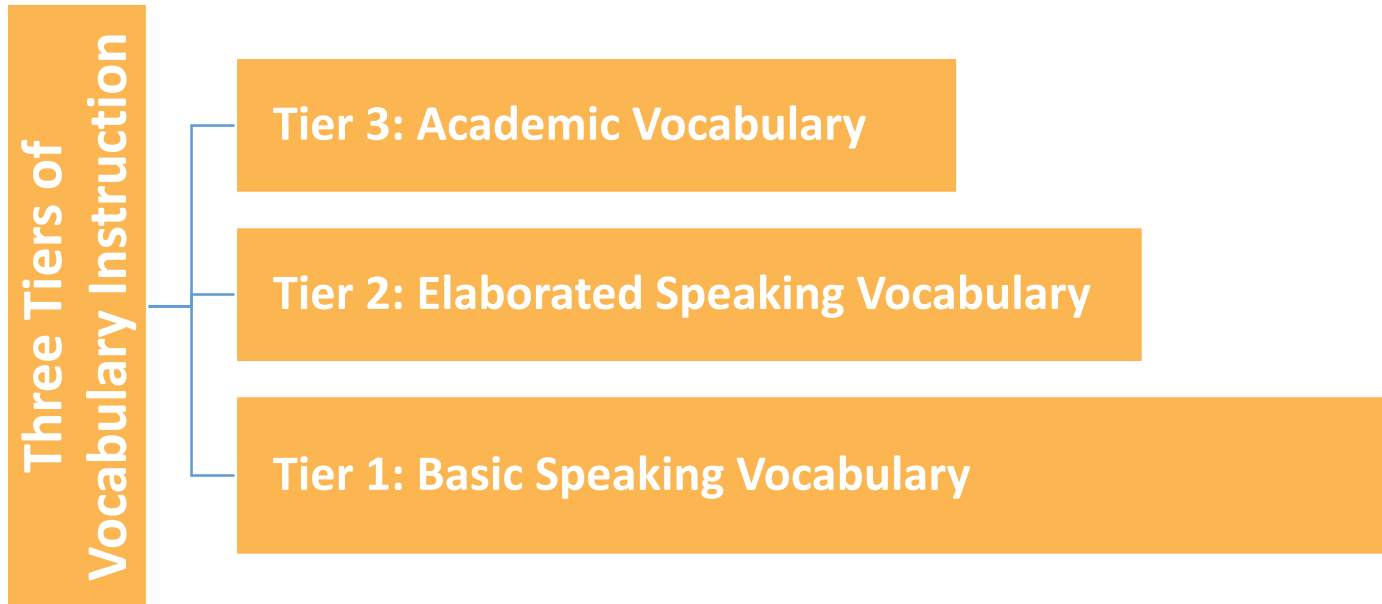 Three Tiers of
Vocabulary Instruction
Tier 3: Academic Vocabulary
Tier 2: Elaborated Speaking Vocabulary
Tier 1: Basic Speaking Vocabulary